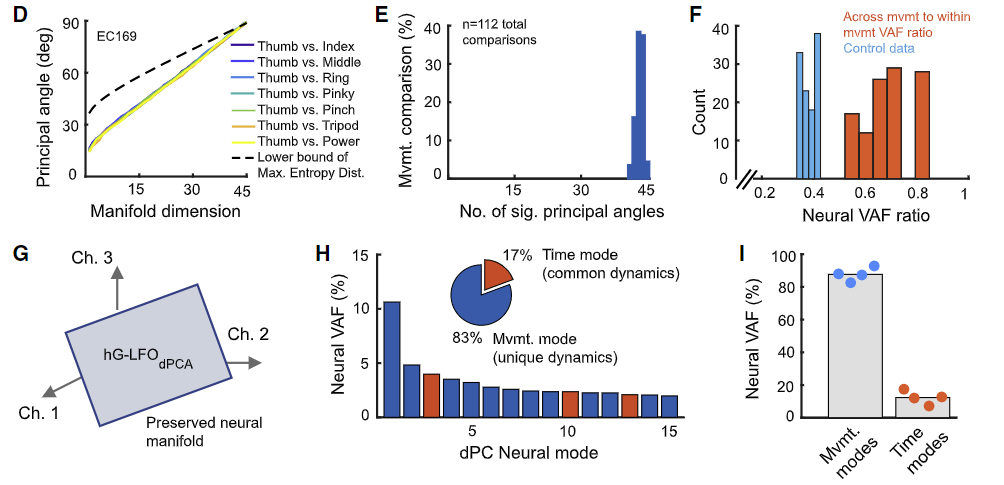 D
Principal angle (deg)
90
60
30
0
EC169
Thumb vs. Index
Thumb vs. Middle
Thumb vs. Ring
Thumb vs. Pinky
Thumb vs. Pinch
Thumb vs. Tripod
Thumb vs. Power
Lower bound of
Max. Entropy Dist.
15
30
45
Manifold dimension
E
Mvmt. comparison (%)
40
30
20
10
0
n=112 total
comparisons
15
30
45
No. of sig. principal angles
F
Count
40
30
20
10
0
Across mvmt to within
mvmt VAF ratio
Control data
0.2
0.4
0.6
0.8
1
Neural VAF ratio
G
Ch. 3
Ch. 2
hG-LFO dPCA
Ch. 1
Preserved neural
manifold
H
Neural VAF (%)
15
10
5
0
17%
Time mode
(common dynamics)
83%
Mvmt. mode
(unique dynamics)
5
10
15
dPC Neural mode
I
Neural VAF (%)
100
80
60
40
20
0
Mvmt.
modes
Time
modes